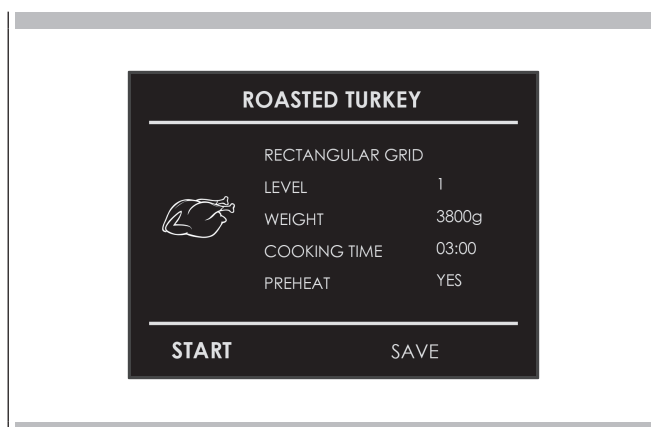 ROASTED TURKEY
RECTANGULAR GRID
LEVEL 1
WEIGHT 3800g
COOKING TIME 03:00
PREHEAT YES
START SAVE